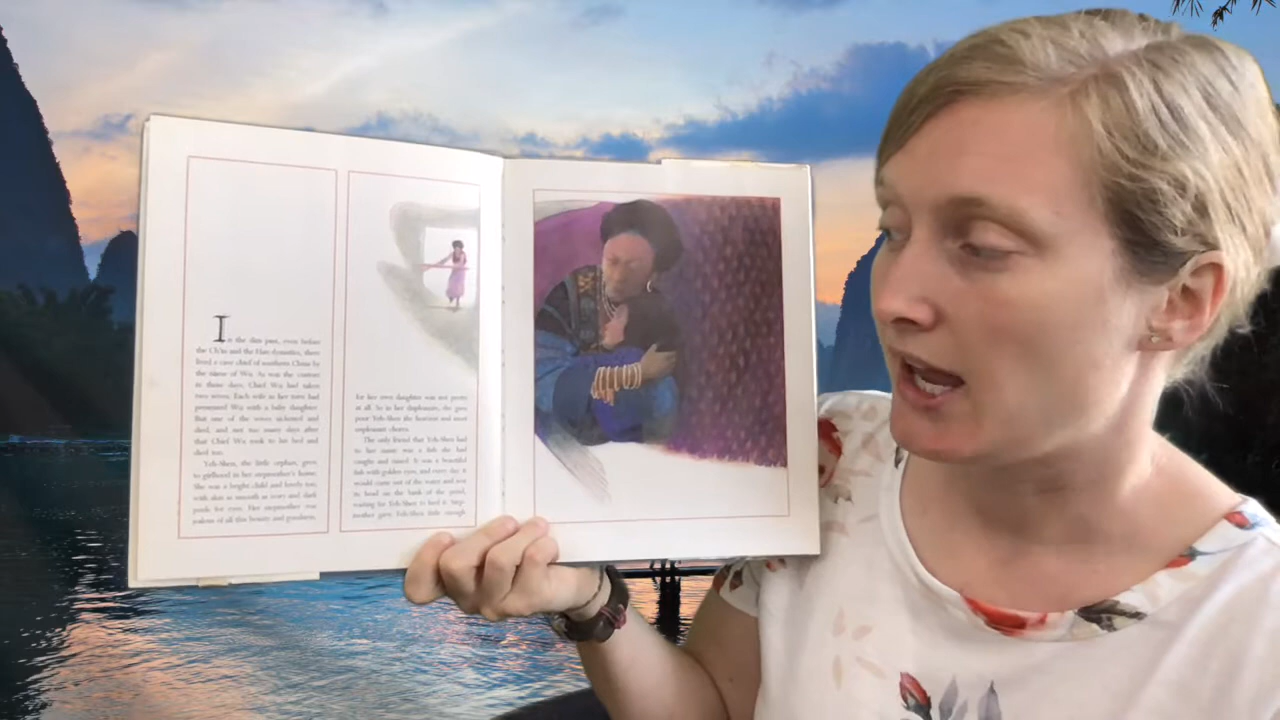 In the dim past, even before
the Ch'in and the Han dynasties, there
lived a cave chief of southern China by
the name of Wu. As was the custom
in those days, Chief Wu had taken
two wives. Each wife in her turn had
presented Wu with a baby daughter.
But one of the wives sickened and
died, and not too many days after
that Chief Wu took to his bed and
died too.
Yeh-Shen, the little orphan, grew
to girlhood in her stepmother's home.
She was a bright child and lovely too,
with skin as smooth as ivory and dark
pools for eyes. Her stepmother was
jealous of all this beauty and goodness,
for her own daughter was not pretty
at all. So in her displeasure, she gave
poor Yeh-Shen the heaviest and most
unpleasant chores.
The only friend that Yeh-Shen had
to her name was a fish she had
caught and raised. It was a beautiful
fish with golden eyes, and every day it
would come out of the water and rest
its head on the bank of the pond,
waiting for Yeh-Shen to feed it. Step-
mother gave Yeh-Shen little enough